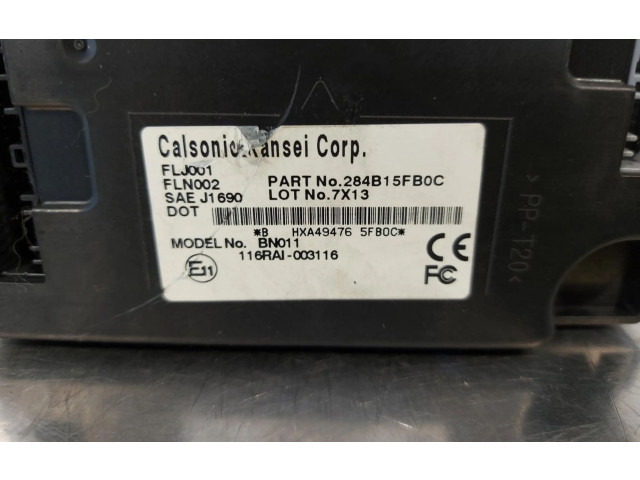 Calsonic Kansei Corp.
FLJ001
FLN002 PART No.284B15FB0C
SAE J1690 LOT No.7X13
DOT
*B HXA49476 5FB0C*
MODEL No. BN011
116RAI-003116
E11
CE
FC
>PP-T20<